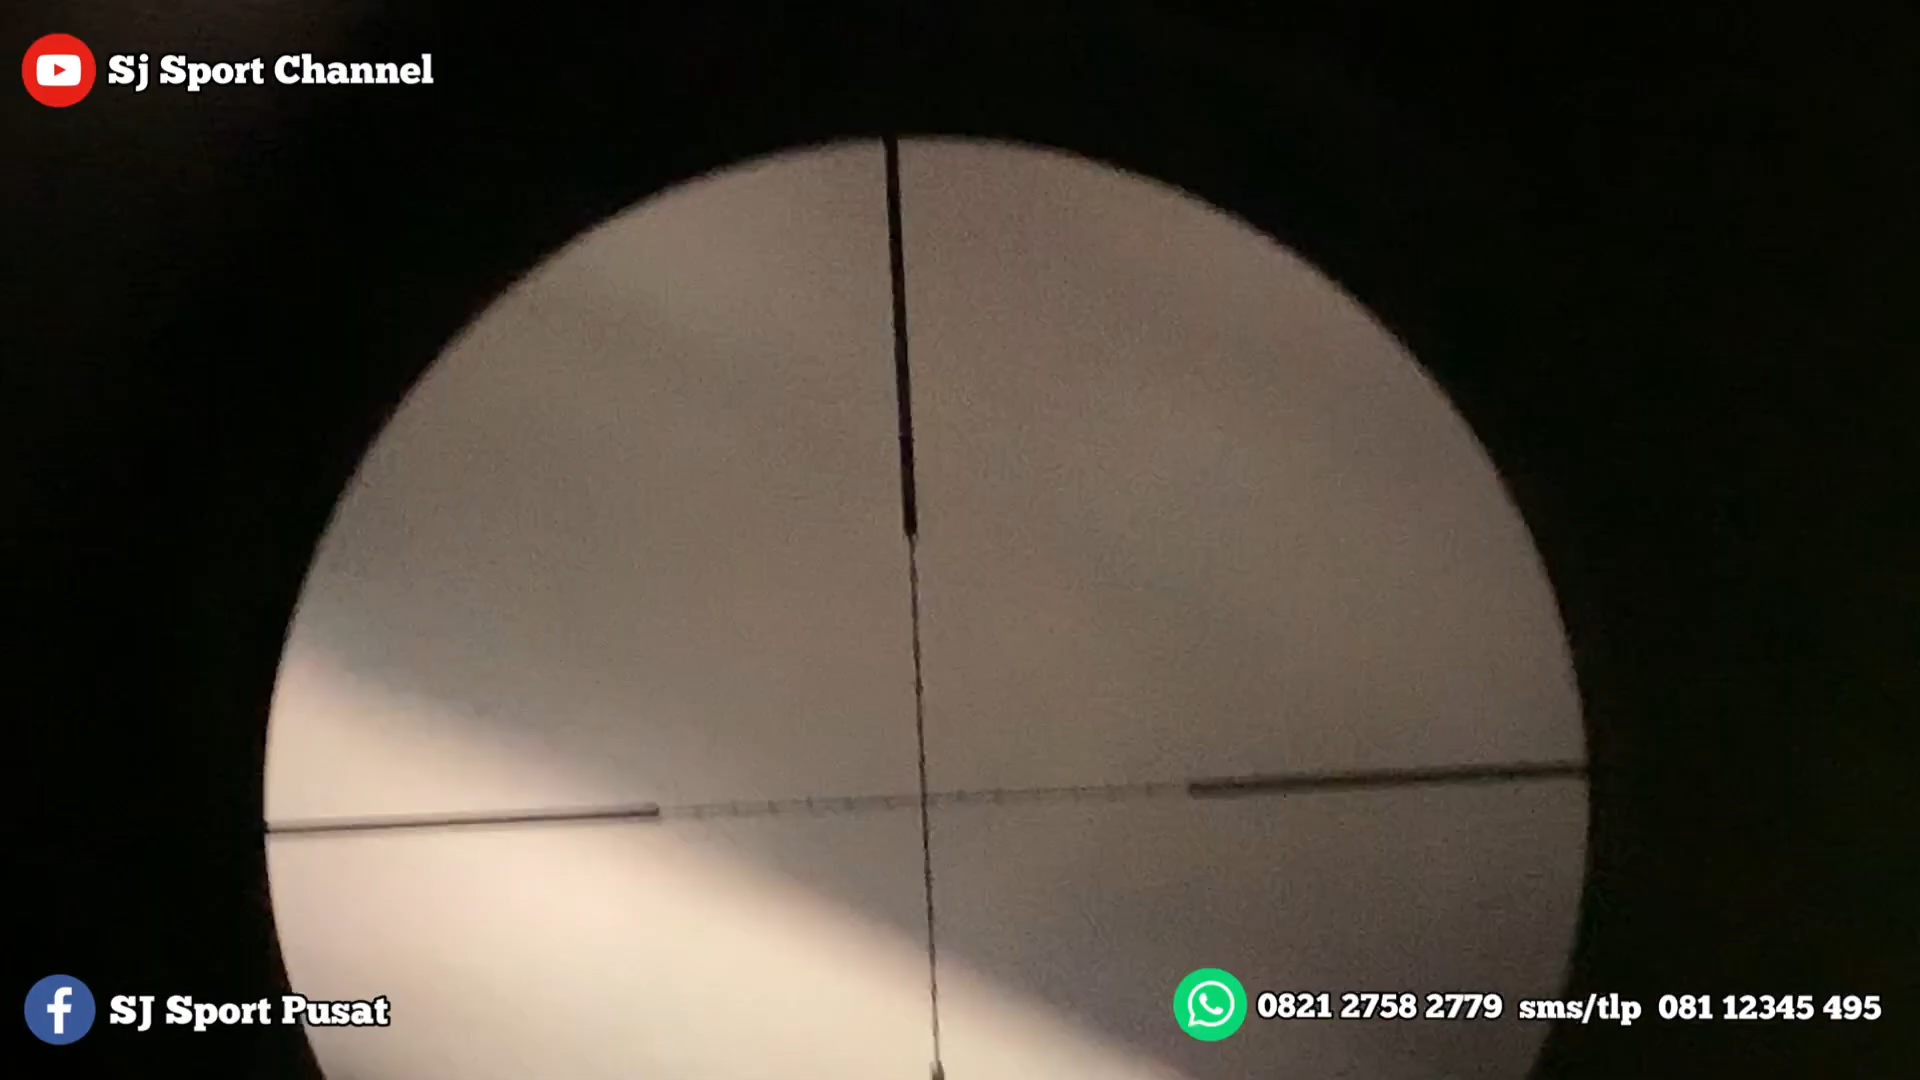 Sj Sport Channel
SJ Sport Pusat
0821 2758 2779 sms/tlp 081 12345 495